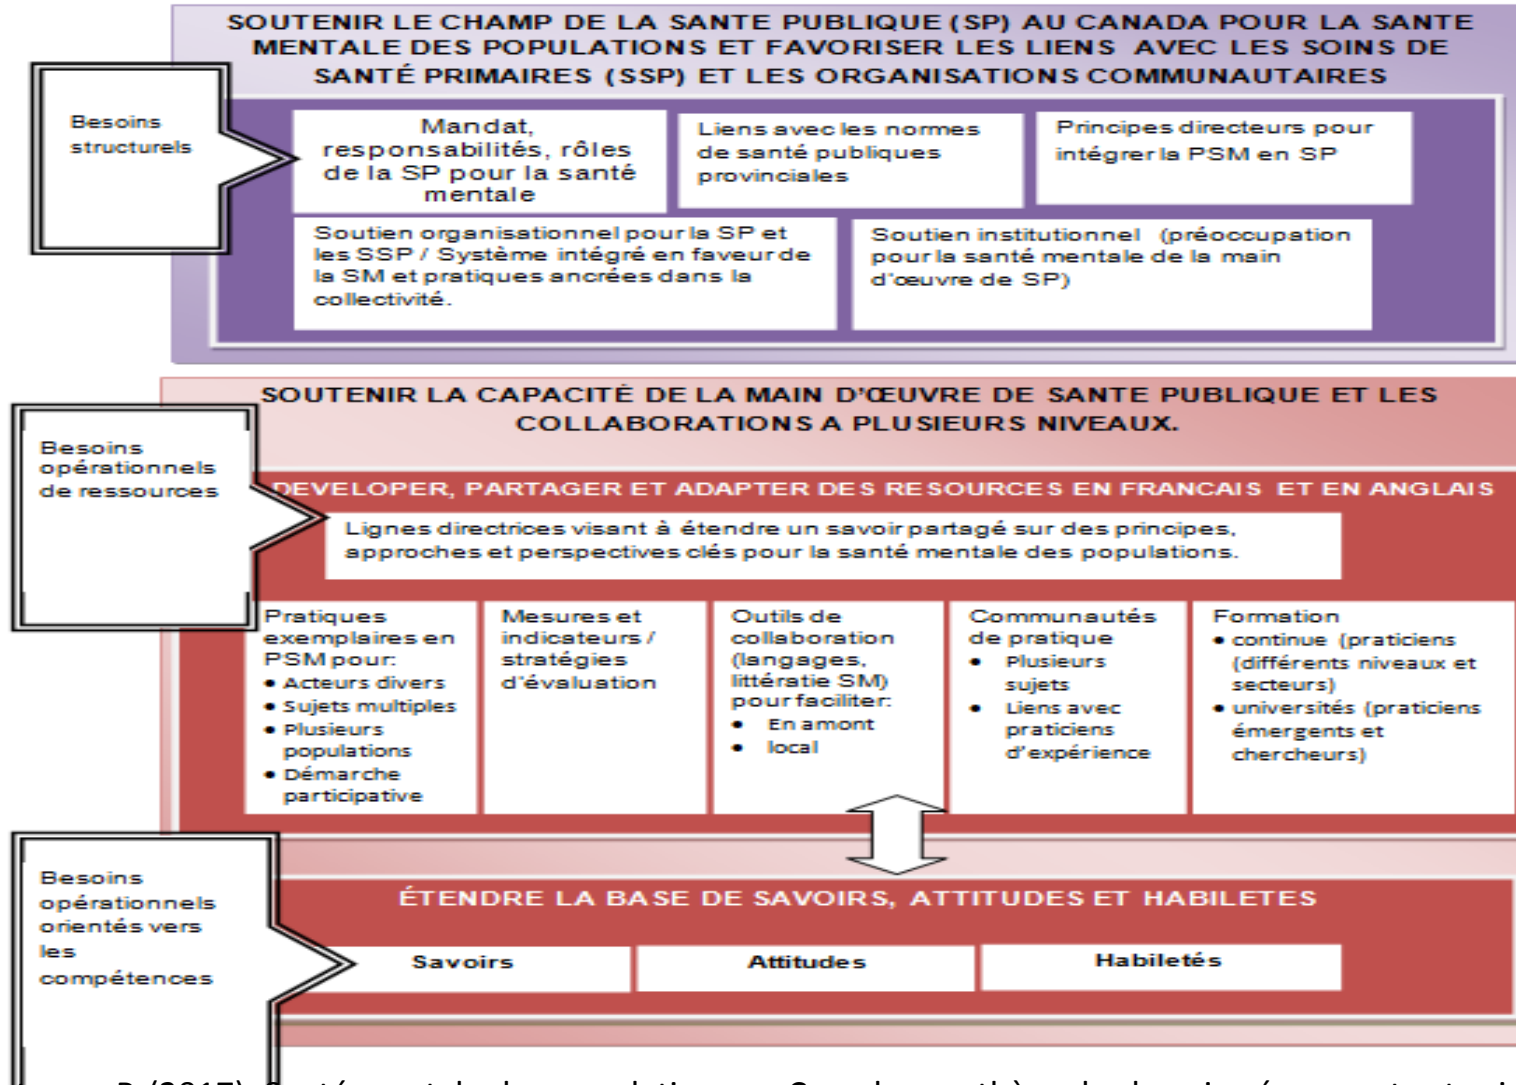 SOUTENIR LE CHAMP DE LA SANTE PUBLIQUE (SP) AU CANADA POUR LA SANTE
MENTALE DES POPULATIONS ET FAVORISER LES LIENS AVEC LES SOINS DE
SANTÉ PRIMAIRES (SSP) ET LES ORGANISATIONS COMMUNAUTAIRES
Besoins
structurels
Mandat,
responsabilités, rôles
de la SP pour la santé
mentale
Liens avec les normes
de santé publiques
provinciales
Principes directeurs pour
intégrer la PSM en SP
Soutien organisationnel pour la SP et
les SSP / Système intégré en faveur de
la SM et pratiques ancrées dans la
collectivité.
Soutien institutionnel (préoccupation
pour la santé mentale de la main
d'œuvre de SP)
SOUTENIR LA CAPACITÉ DE LA MAIN D'ŒUVRE DE SANTE PUBLIQUE ET LES
COLLABORATIONS A PLUSIEURS NIVEAUX.
Besoins
opérationnels
de ressources
DEVELOPER, PARTAGER ET ADAPTER DES RESOURCES EN FRANCAIS ET EN ANGLAIS
Lignes directrices visant à étendre un savoir partagé sur des principes,
approches et perspectives clés pour la santé mentale des populations.
Pratiques
exemplaires en
PSM pour:
• Acteurs divers
• Sujets multiples
• Plusieurs
populations
• Démarche
participative
Mesures et
indicateurs /
stratégies
d'évaluation
Outils de
collaboration
(langages,
littératie SM)
pour faciliter:
• En amont
• local
Communautés
de pratique
• Plusieurs
sujets
• Liens avec
praticiens
d'expérience
Formation
• continue (praticiens
(différents niveaux et
secteurs)
• universités (praticiens
émergents et
chercheurs)
Besoins
opérationnels
orientés vers
les
compétences
ÉTENDRE LA BASE DE SAVOIRS, ATTITUDES ET HABILETES
Savoirs
Attitudes
Habiletés
(2017)